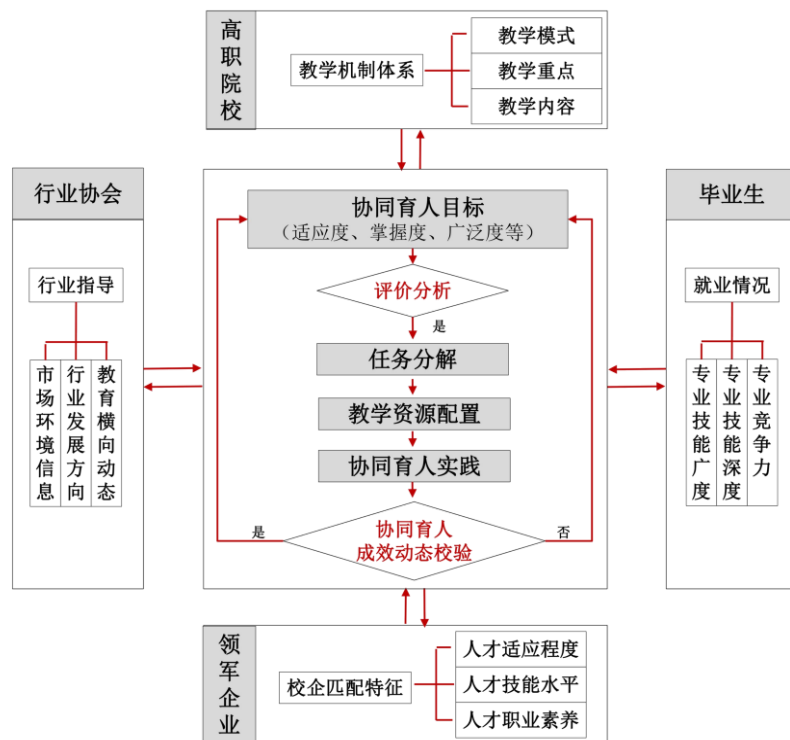 高职院校
教学机制体系
教学模式
教学重点
教学内容
行业协会
行业指导
市场环境信息
行业发展方向
教育横向动态
协同育人目标
（适应度、掌握度、广泛度等）
评价分析
是
任务分解
教学资源配置
协同育人实践
协同育人
成效动态校验
是
否
毕业生
就业情况
专业技能广度
专业技能深度
专业竞争力
领军企业
校企匹配特征
人才适应程度
人才技能水平
人才职业素养